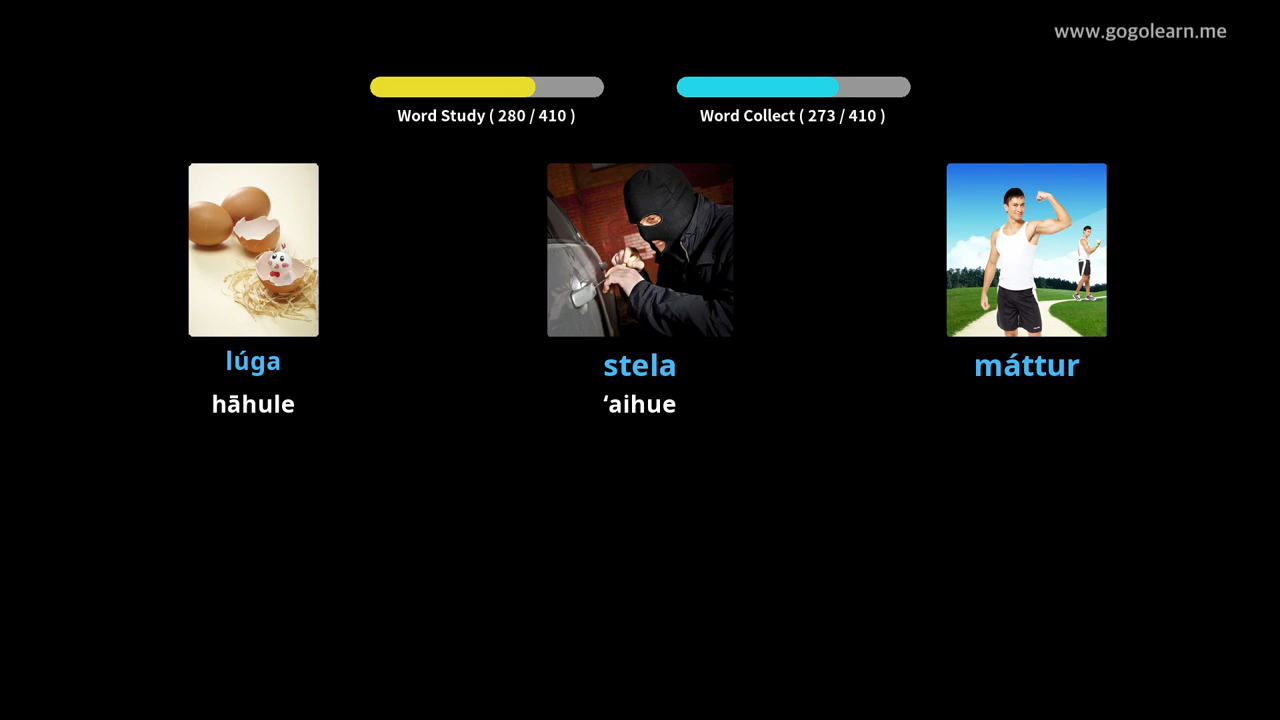 www.gogolearn.me
Word Study ( 280 / 410 )
Word Collect ( 273 / 410 )
lúga
stela
máttur
hāhule
ʻaihue